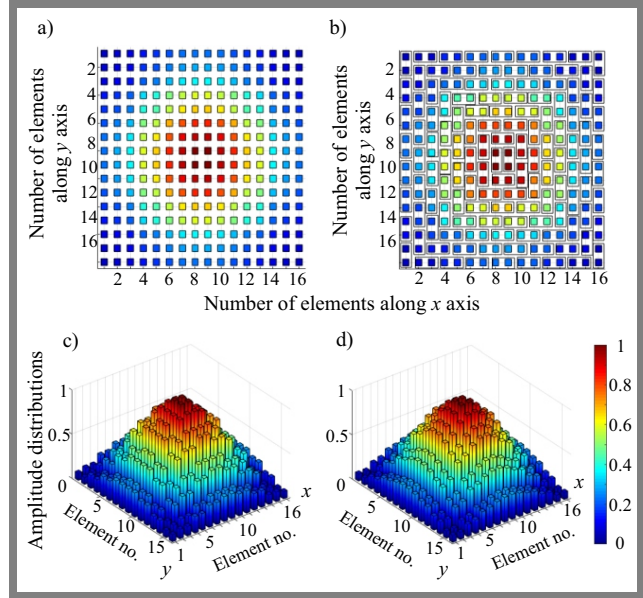 a)
b)
Number of elements
along y axis
2
4
6
8
10
12
14
16
2 4 6 8 10 12 14 16
Number of elements
along y axis
2
4
6
8
10
12
14
16
2 4 6 8 10 12 14 16
Number of elements along x axis
c)
d)
Amplitude distributions
1
0.5
0
5
10
15
Element no.
y
1
5
10
16
Element no.
x
1
0.5
0
5
10
15
Element no.
y
1
5
10
16
Element no.
x
1
0.8
0.6
0.4
0.2
0